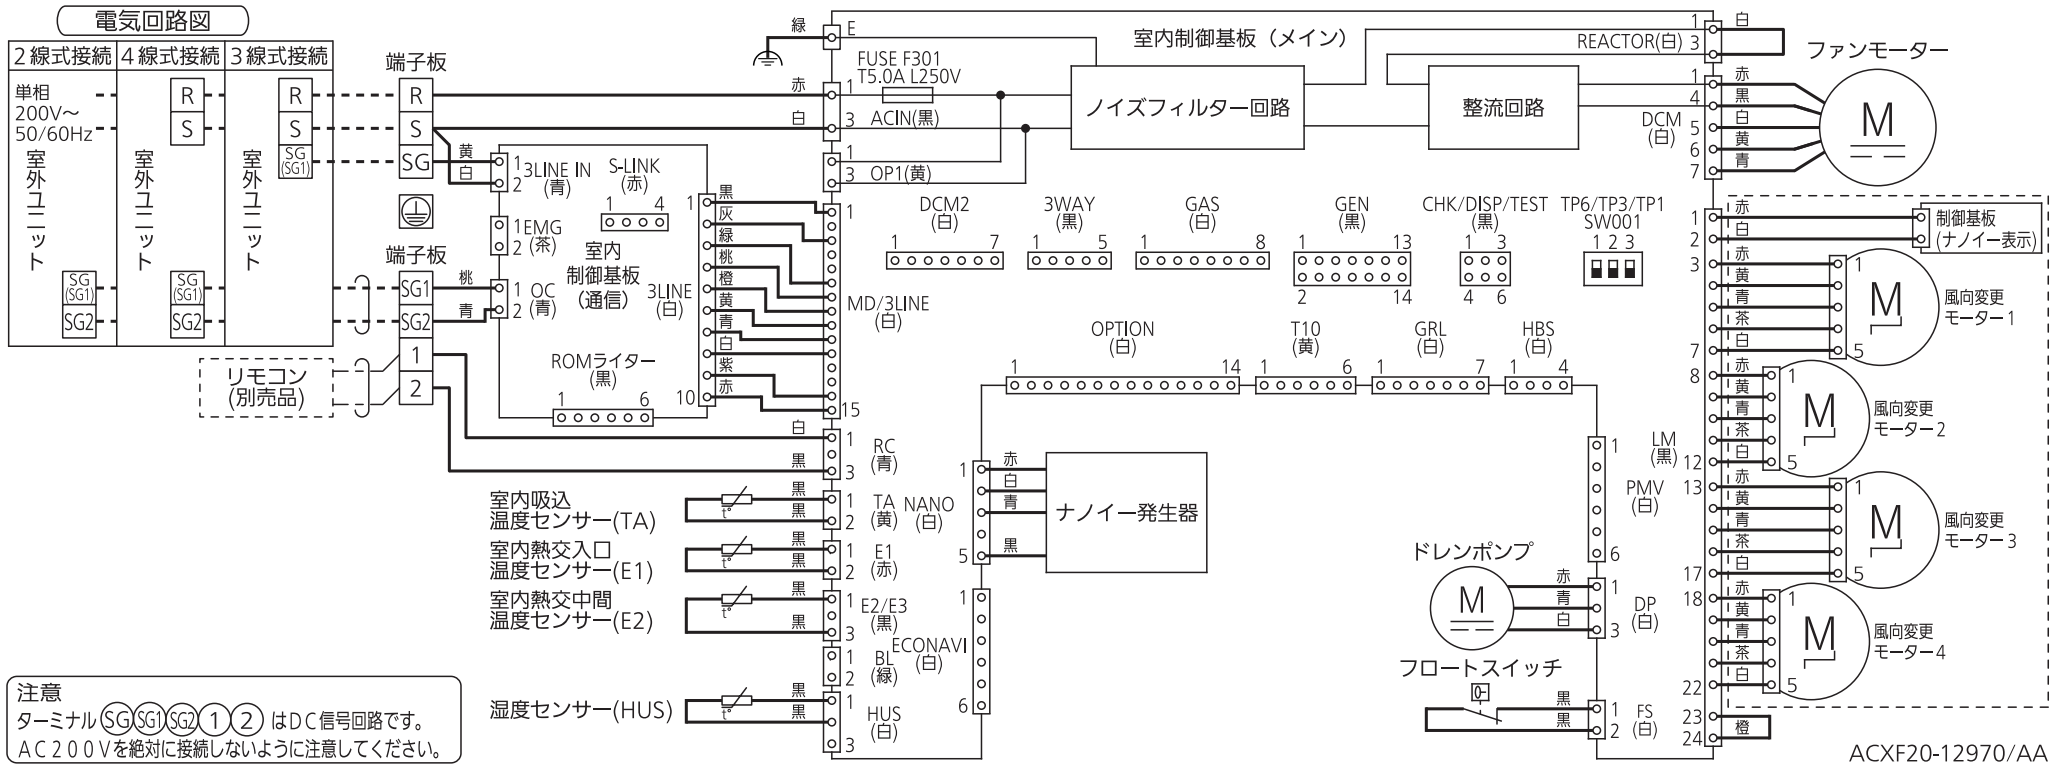 電気回路図
2線式接続
4線式接続
3線式接続
単相
200V～
50/60Hz
R
S
R
S
SG
(SG1)
室外ユニット
室外ユニット
室外ユニット
SG
(SG1)
SG2
SG
(SG1)
SG2
端子板
R
S
SG
端子板
SG1
SG2
1
2
リモコン
(別売品)
黄
白
桃
青
1
2
3LINE IN
(青)
1
2
EMG
(茶)
1
2
OC
(青)
S-LINK
(赤)
1 4
室内
制御基板
(通信)
3LINE
(白)
1
10
ROMライター
(黒)
1 6
黒
灰
緑
桃
橙
黄
青
白
紫
赤
緑
E
赤
白
1
3
FUSE F301
T5.0A L250V
ACIN(黒)
1
3
OP1(黄)
室内制御基板（メイン）
ノイズフィルター回路
整流回路
REACTOR(白)
1
3
白
1
4
5
6
7
DCM
(白)
赤
黒
白
黄
青
ファンモーター
M
1
15
MD/3LINE
(白)
DCM2
(白)
1 7
3WAY
(黒)
1 5
GAS
(白)
1 8
GEN
(黒)
1 13
2 14
CHK/DISP/TEST
(黒)
1 3
4 6
TP6/TP3/TP1
SW001
1 2 3
OPTION
(白)
1 14
T10
(黄)
1 6
GRL
(白)
1 7
HBS
(白)
1 4
白
黒
1
3
RC
(青)
室内吸込
温度センサー(TA)
t°
黒
黒
1
2
TA
(黄)
室内熱交入口
温度センサー(E1)
t°
黒
黒
1
2
E1
(赤)
室内熱交中間
温度センサー(E2)
t°
黒
黒
1
3
E2/E3
(黒)
1
2
BL
(緑)
湿度センサー(HUS)
t°
黒
黒
1
3
HUS
(白)
NANO
(白)
1
5
赤
白
青
黒
ナノイー発生器
ECONAVI
(白)
1
6
1
6
PMV
(白)
ドレンポンプ
M
赤
青
白
1
3
DP
(白)
フロートスイッチ
黒
黒
1
2
FS
(白)
LM
(黒)
1
2
3
7
8
12
13
17
18
22
23
24
赤
白
制御基板
(ナノイー表示)
赤
黄
青
茶
白
1
5
M
風向変更
モーター1
赤
黄
青
茶
白
1
5
M
風向変更
モーター2
赤
黄
青
茶
白
1
5
M
風向変更
モーター3
赤
黄
青
茶
白
1
5
M
風向変更
モーター4
橙
注意
ターミナル SG SG1 SG2 1 2 はDC信号回路です。
AC200Vを絶対に接続しないように注意してください。
ACXF20-12970/AA